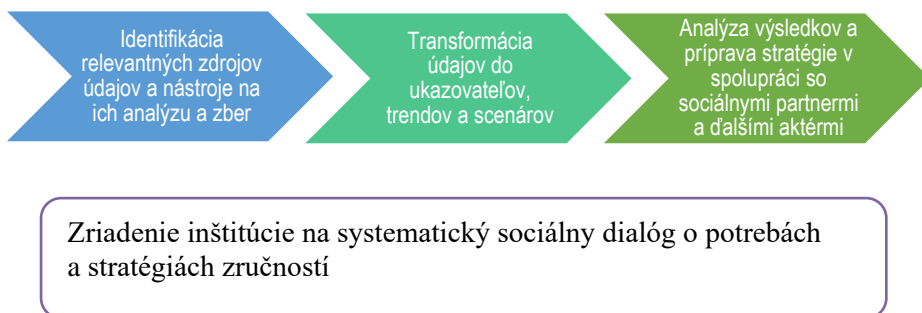 Identifikácia
relevantných zdrojov
údajov a nástroje na
ich analýzu a zber
Transformácia
údajov do
ukazovateľov,
trendov a scenárov
Analýza výsledkov a
príprava stratégie v
spolupráci so
sociálnymi partnermi
a ďalšími aktérmi
Zriadenie inštitúcie na systematický sociálny dialóg o potrebách
a stratégiách zručností